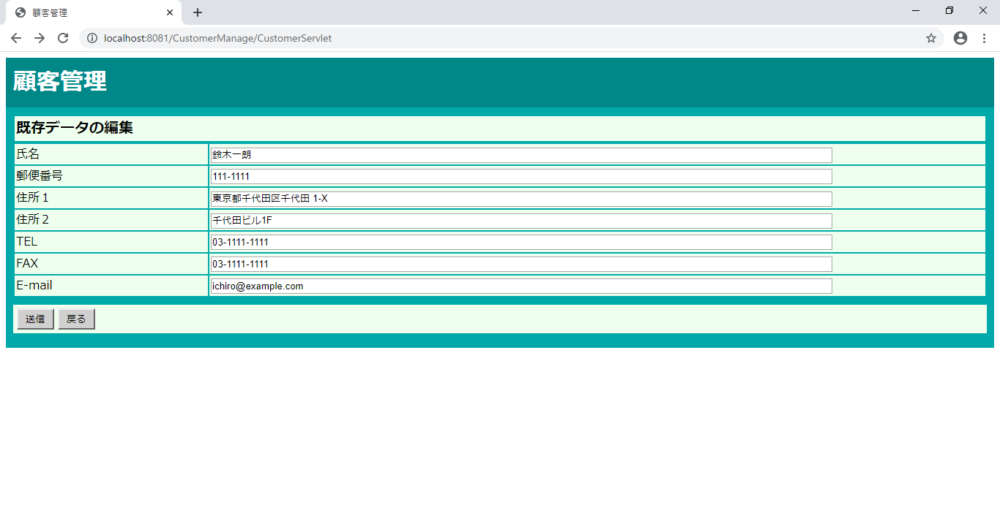 顧客管理
localhost:8081/CustomerManage/CustomerServlet
顧客管理
既存データの編集
氏名 鈴木一朗
郵便番号 111-1111
住所１ 東京都千代田区千代田 1-X
住所２ 千代田ビル1F
TEL 03-1111-1111
FAX 03-1111-1111
E-mail ichiro@example.com
送信 戻る